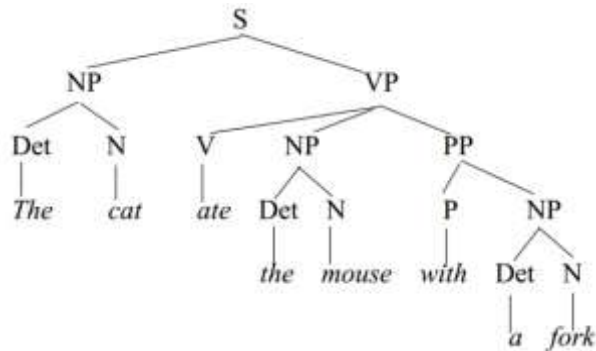 S
NP VP
Det N V NP PP
The cat ate Det N P NP
the mouse with Det N
a fork